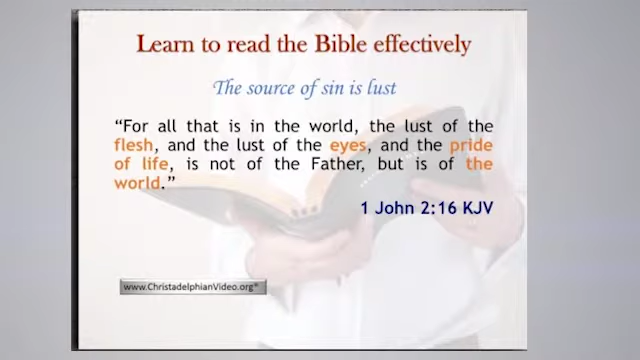 Learn to read the Bible effectively
The source of sin is lust
“For all that is in the world, the lust of the
flesh, and the lust of the eyes, and the pride
of life, is not of the Father, but is of the
world.”
1 John 2:16 KJV
www.ChristadelphianVideo.org®